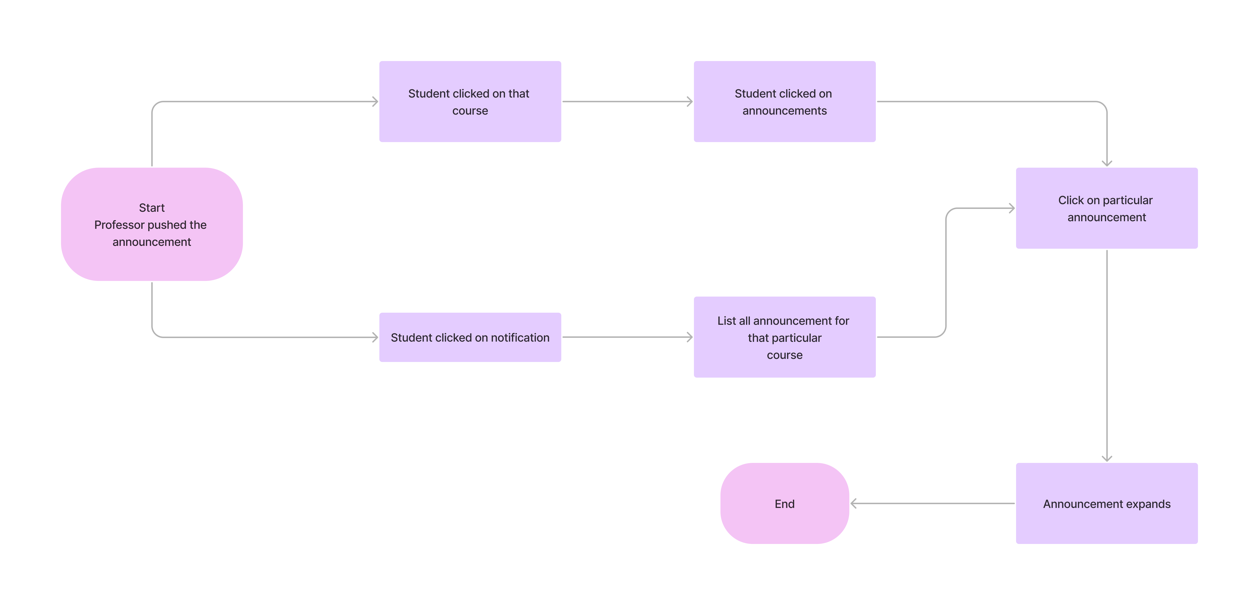 Student clicked on that
course
Student clicked on
announcements
Start
Professor pushed the
announcement
Click on particular
announcement
Student clicked on notification
List all announcement for
that particular
course
End
Announcement expands